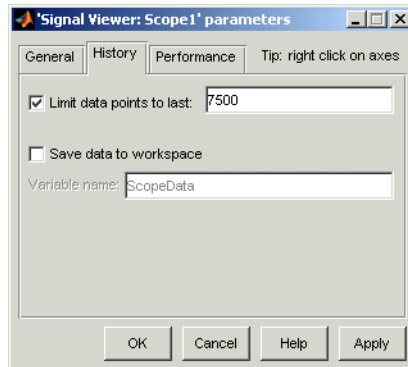 'Signal Viewer: Scope1' parameters
General History Performance Tip: right click on axes
Limit data points to last: 7500
Save data to workspace
Variable name: ScopeData
OK Cancel Help Apply